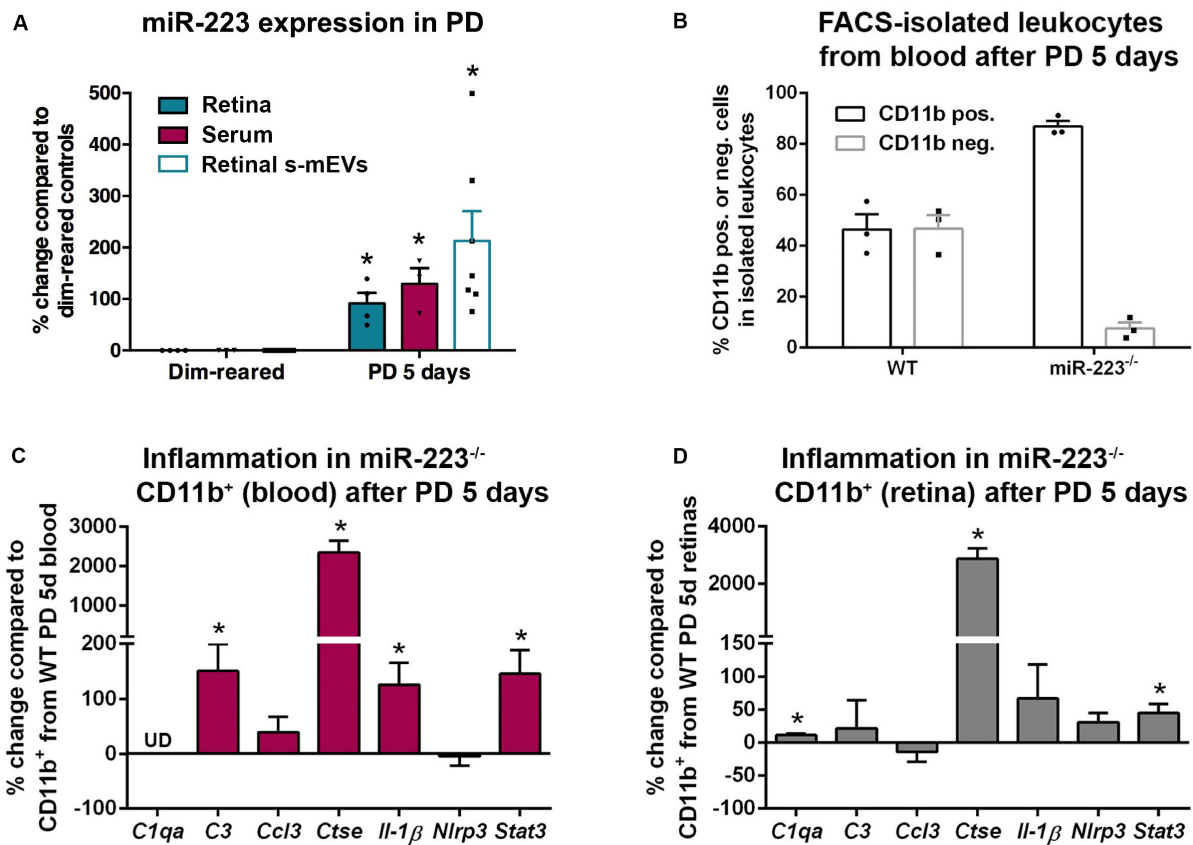 A
miR-223 expression in PD
% change compared to
dim-reared controls
500
400
300
200
100
0
Retina
Serum
Retinal s-mEVs
*
*
*
Dim-reared
PD 5 days
B
FACS-isolated leukocytes
from blood after PD 5 days
% CD11b pos. or neg. cells
in isolated leukocytes
100
80
60
40
20
0
CD11b pos.
CD11b neg.
WT
miR-223-/-
C
Inflammation in miR-223-/-
CD11b+ (blood) after PD 5 days
% change compared to
CD11b+ from WT PD 5d blood
3000
2000
1000
200
100
0
-100
UD
*
*
*
*
C1qa
C3
Ccl3
Ctse
Il-1β
Nlrp3
Stat3
D
Inflammation in miR-223-/-
CD11b+ (retina) after PD 5 days
% change compared to
CD11b+ from WT PD 5d retinas
4000
2000
150
100
50
0
-50
-100
*
*
*
C1qa
C3
Ccl3
Ctse
Il-1β
Nlrp3
Stat3